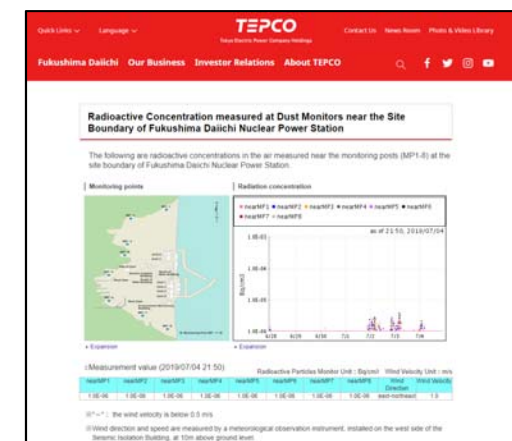 Quick Links Language TEPCO Contact Us News Room Photo & Video Library
Tokyo Electric Power Company Holdings
Fukushima Daiichi Our Business Investor Relations About TEPCO
Radioactive Concentration measured at Dust Monitors near the Site
Boundary of Fukushima Daiichi Nuclear Power Station
The following are radioactive concentrations in the air measured near the monitoring posts (MP1-8) at the
site boundary of Fukushima Daiichi Nuclear Power Station.
Monitoring points
Radiation concentration
nearMP1 nearMP2 nearMP3 nearMP4 nearMP5 nearMP6
nearMP7 nearMP8
as of 21:50, 2019/07/04
1.0E-03
1.0E-04
1.0E-05
1.0E-06
Bq/cm3
6/28 6/29 6/30 7/1 7/2 7/3 7/4
Expansion
Expansion
Measurement value (2019/07/04 21:50)
Radioactive Particles Monitor Unit : Bq/cm3 Wind Velocity Unit : m/s
nearMP1 nearMP2 nearMP3 nearMP4 nearMP5 nearMP6 nearMP7 nearMP8 Wind Direction Wind Velocity
1.0E-06 1.0E-06 1.0E-06 1.0E-06 1.0E-06 1.0E-06 1.0E-06 1.0E-06 east-northeast 1.0
※"~" : the wind velocity is below 0.5 m/s
※Wind direction and speed are measured by a meteorological observation instrument, installed on the west side of the
Seismic Isolation Building, at 10m above ground level.